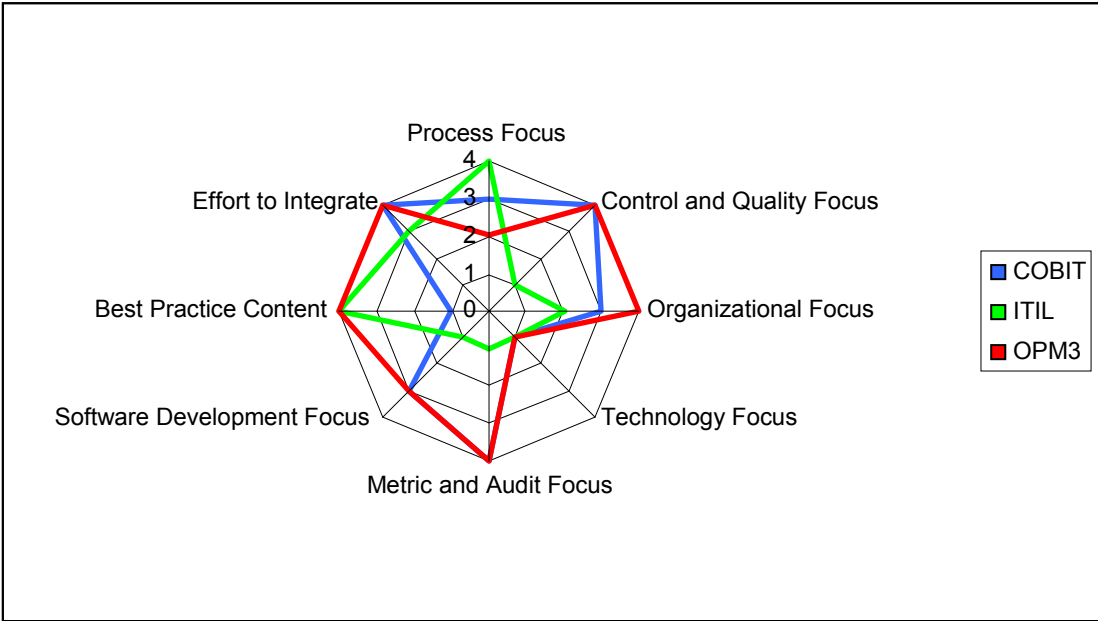 Process Focus
4
Effort to Integrate
3
Control and Quality Focus
2
1
Best Practice Content
0
Organizational Focus
Software Development Focus
Technology Focus
Metric and Audit Focus
COBIT
ITIL
OPM3